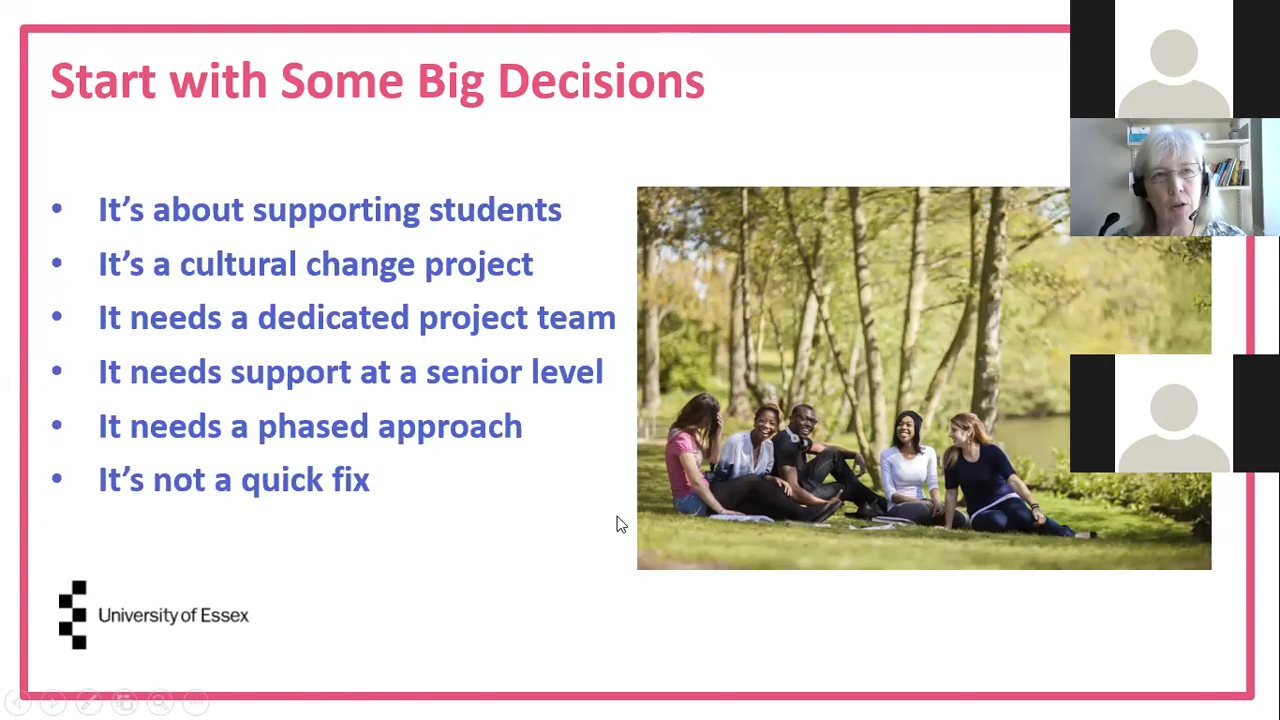 Start with Some Big Decisions
• It’s about supporting students
• It’s a cultural change project
• It needs a dedicated project team
• It needs support at a senior level
• It needs a phased approach
• It’s not a quick fix
University of Essex